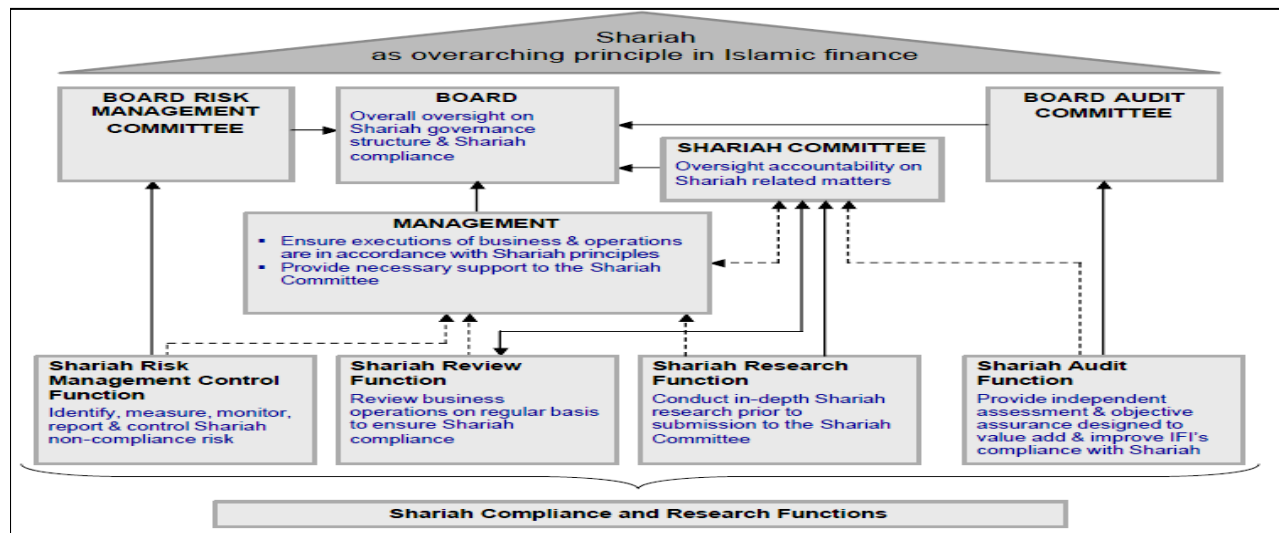 Shariah
as overarching principle in Islamic finance
BOARD RISK
MANAGEMENT
COMMITTEE
BOARD
Overall oversight on
Shariah governance
structure & Shariah
compliance
BOARD AUDIT
COMMITTEE
SHARIAH COMMITTEE
Oversight accountability on
Shariah related matters
MANAGEMENT
▪ Ensure executions of business & operations
are in accordance with Shariah principles
▪ Provide necessary support to the Shariah
Committee
Shariah Risk
Management Control
Function
Identify, measure, monitor,
report & control Shariah
non-compliance risk
Shariah Review
Function
Review business
operations on regular basis
to ensure Shariah
compliance
Shariah Research
Function
Conduct in-depth Shariah
research prior to
submission to the Shariah
Committee
Shariah Audit
Function
Provide independent
assessment & objective
assurance designed to
value add & improve IFI's
compliance with Shariah
Shariah Compliance and Research Functions